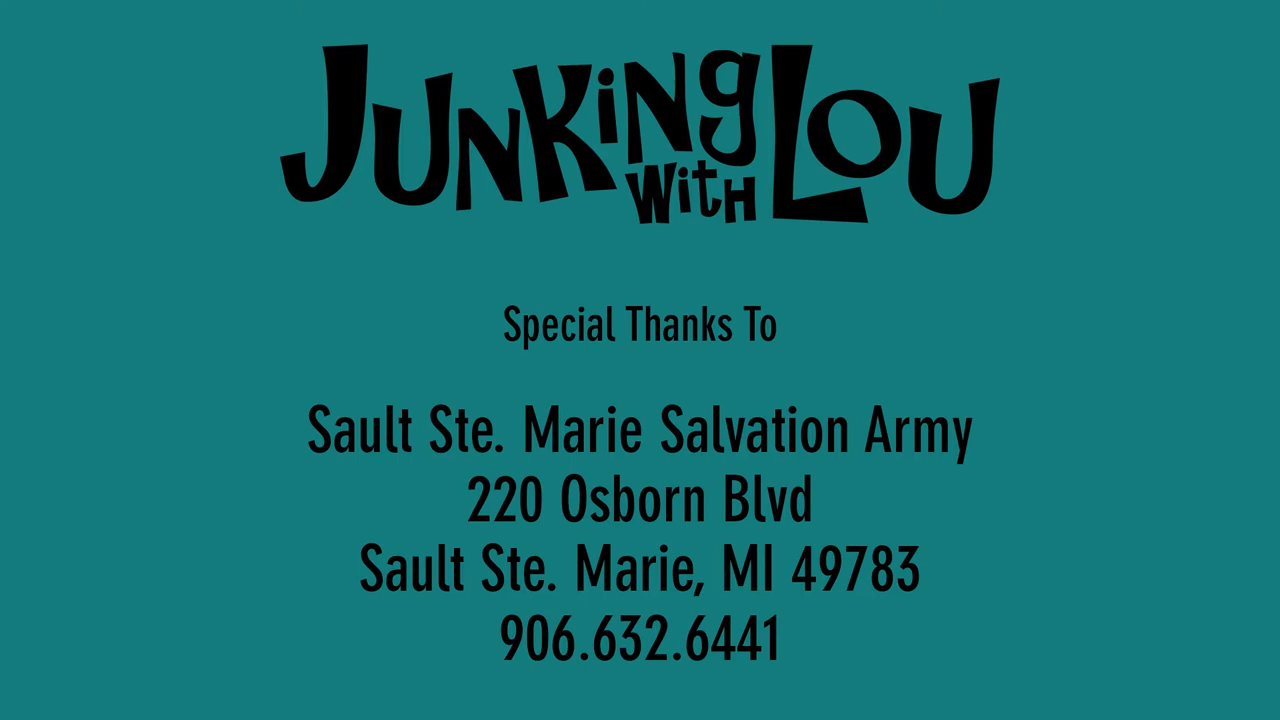 JUNKiNg WitH LOU
Special Thanks To
Sault Ste. Marie Salvation Army
220 Osborn Blvd
Sault Ste. Marie, MI 49783
906.632.6441